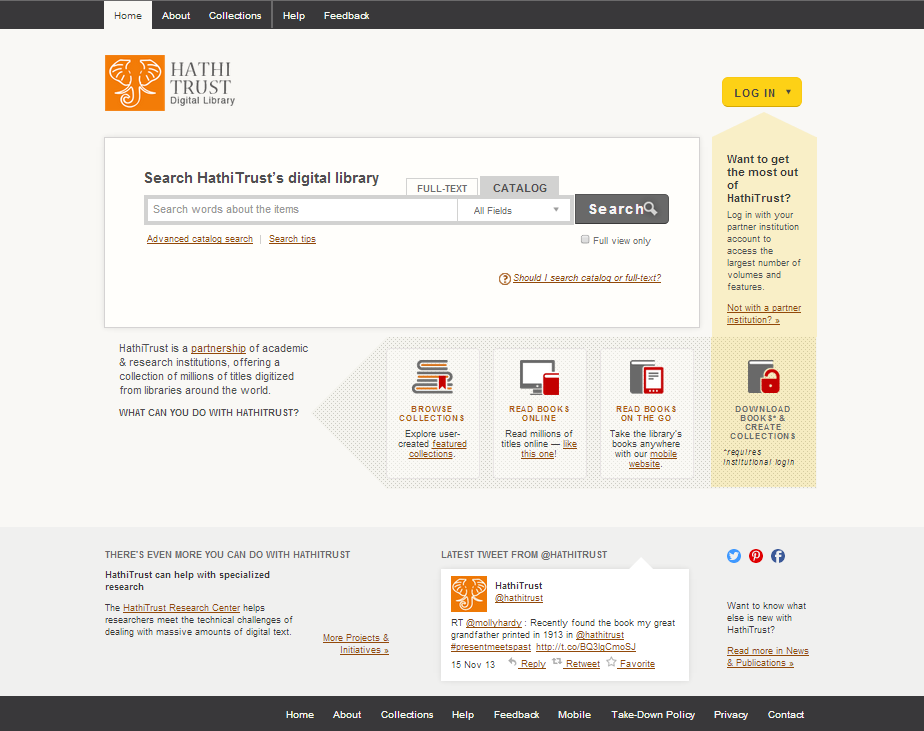 Home About Collections Help Feedback
HATHI
TRUST
Digital Library
LOG IN
Search HathiTrust's digital library
FULL-TEXT CATALOG
Search words about the items All Fields Search
Advanced catalog search | Search tips Full view only
? Should I search catalog or full-text?
Want to get
the most out
of
HathiTrust?
Log in with your
partner institution
account to
access the
largest number of
volumes and
features.
Not with a partner
institution? »
HathiTrust is a partnership of academic
& research institutions, offering a
collection of millions of titles digitized
from libraries around the world.
WHAT CAN YOU DO WITH HATHITRUST?
BROWSE
COLLECTIONS
Explore user-
created featured
collections.
READ BOOKS
ONLINE
Read millions of
titles online — like
this one!
READ BOOKS
ON THE GO
Take the library's
books anywhere
with our mobile
website.
DOWNLOAD
BOOKS* &
CREATE
COLLECTIONS
*requires
institutional login
THERE'S EVEN MORE YOU CAN DO WITH HATHITRUST
HathiTrust can help with specialized
research
The HathiTrust Research Center helps
researchers meet the technical challenges of
dealing with massive amounts of digital text.
More Projects &
Initiatives »
LATEST TWEET FROM @HATHITRUST
HathiTrust
@hathitrust
RT @mollyhardy : Recently found the book my great
grandfather printed in 1913 in @hathitrust
#presentmeetspast http://t.co/BQ3lgCmoSJ
15 Nov 13 Reply Retweet Favorite
Want to know what
else is new with
HathiTrust?
Read more in News
& Publications »
Home About Collections Help Feedback Mobile Take-Down Policy Privacy Contact